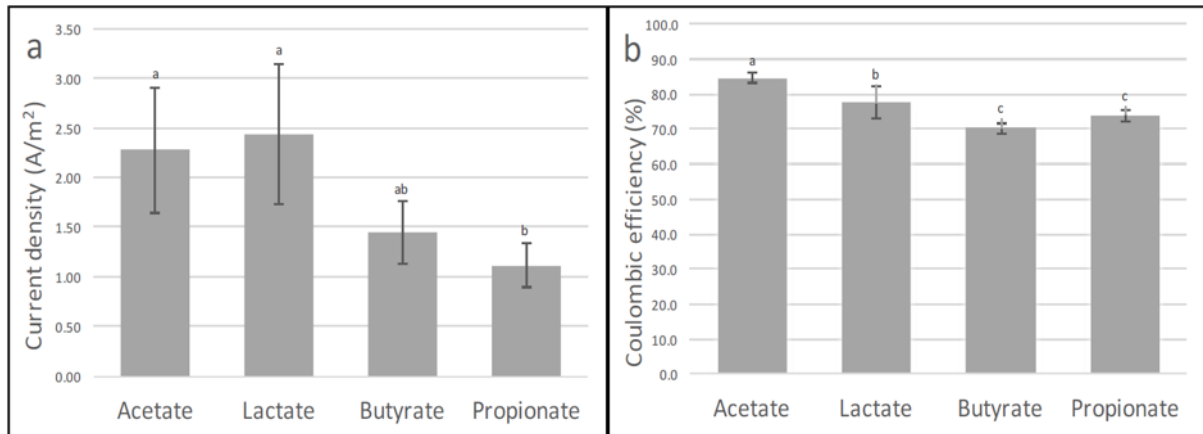 a
Current density (A/m²)
3.50
3.00
2.50
2.00
1.50
1.00
0.50
0.00
a
a
ab
b
Acetate
Lactate
Butyrate
Propionate
b
Coulombic efficiency (%)
100.0
90.0
80.0
70.0
60.0
50.0
40.0
30.0
20.0
10.0
0.0
a
b
c
c
Acetate
Lactate
Butyrate
Propionate